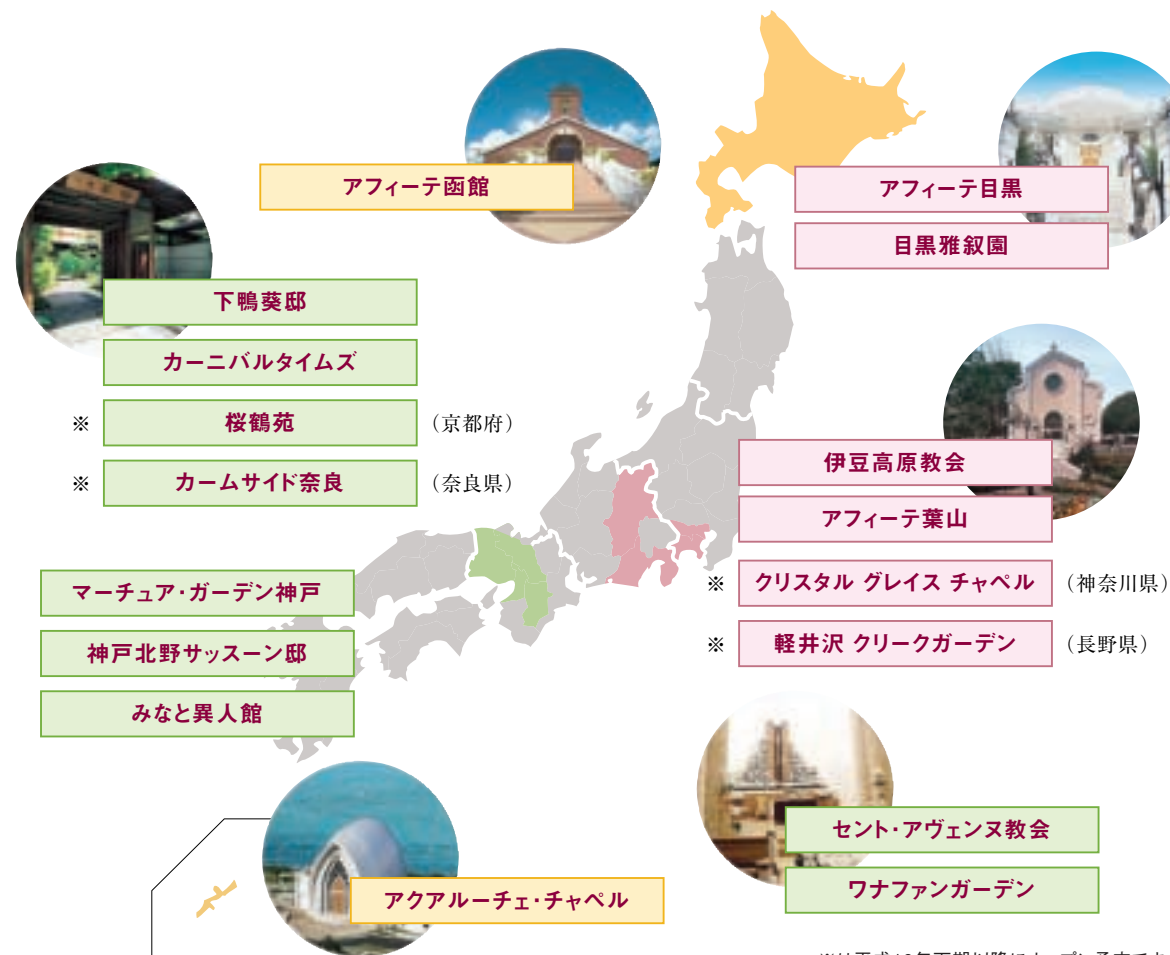 アフィーテ函館
アフィーテ目黒
目黒雅叙園
下鴨葵邸
カーニバルタイムズ
※ 桜鶴苑 （京都府）
※ カームサイド奈良 （奈良県）
伊豆高原教会
アフィーテ葉山
※ クリスタル グレイス チャペル （神奈川県）
※ 軽井沢 クリークガーデン （長野県）
マーチュア・ガーデン神戸
神戸北野サッスーン邸
みなと異人館
セント・アヴェンヌ教会
ワナファンガーデン
アクアルーチェ・チャペル